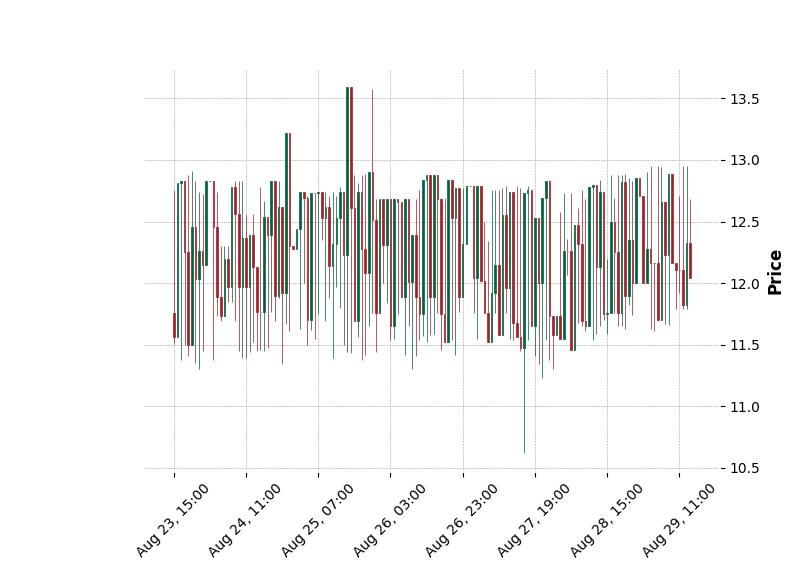 13.5
13.0
12.5
12.0
11.5
11.0
10.5
Price
Aug 23, 15:00
Aug 24, 11:00
Aug 25, 07:00
Aug 26, 03:00
Aug 26, 23:00
Aug 27, 19:00
Aug 28, 15:00
Aug 29, 11:00